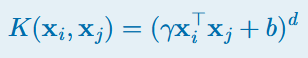 K(𝐱ᵢ, 𝐱ⱼ) = (γ𝐱ᵢ^⊤𝐱ⱼ + b)^d